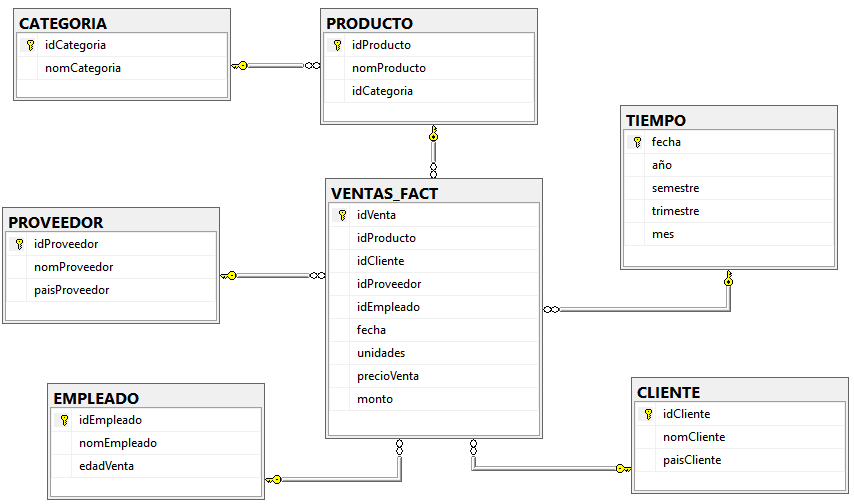 CATEGORIA
idCategoria
nomCategoria
PRODUCTO
idProducto
nomProducto
idCategoria
TIEMPO
fecha
año
semestre
trimestre
mes
VENTAS_FACT
idVenta
idProducto
idCliente
idProveedor
idEmpleado
fecha
unidades
precioVenta
monto
PROVEEDOR
idProveedor
nomProveedor
paisProveedor
EMPLEADO
idEmpleado
nomEmpleado
edadVenta
CLIENTE
idCliente
nomCliente
paisCliente